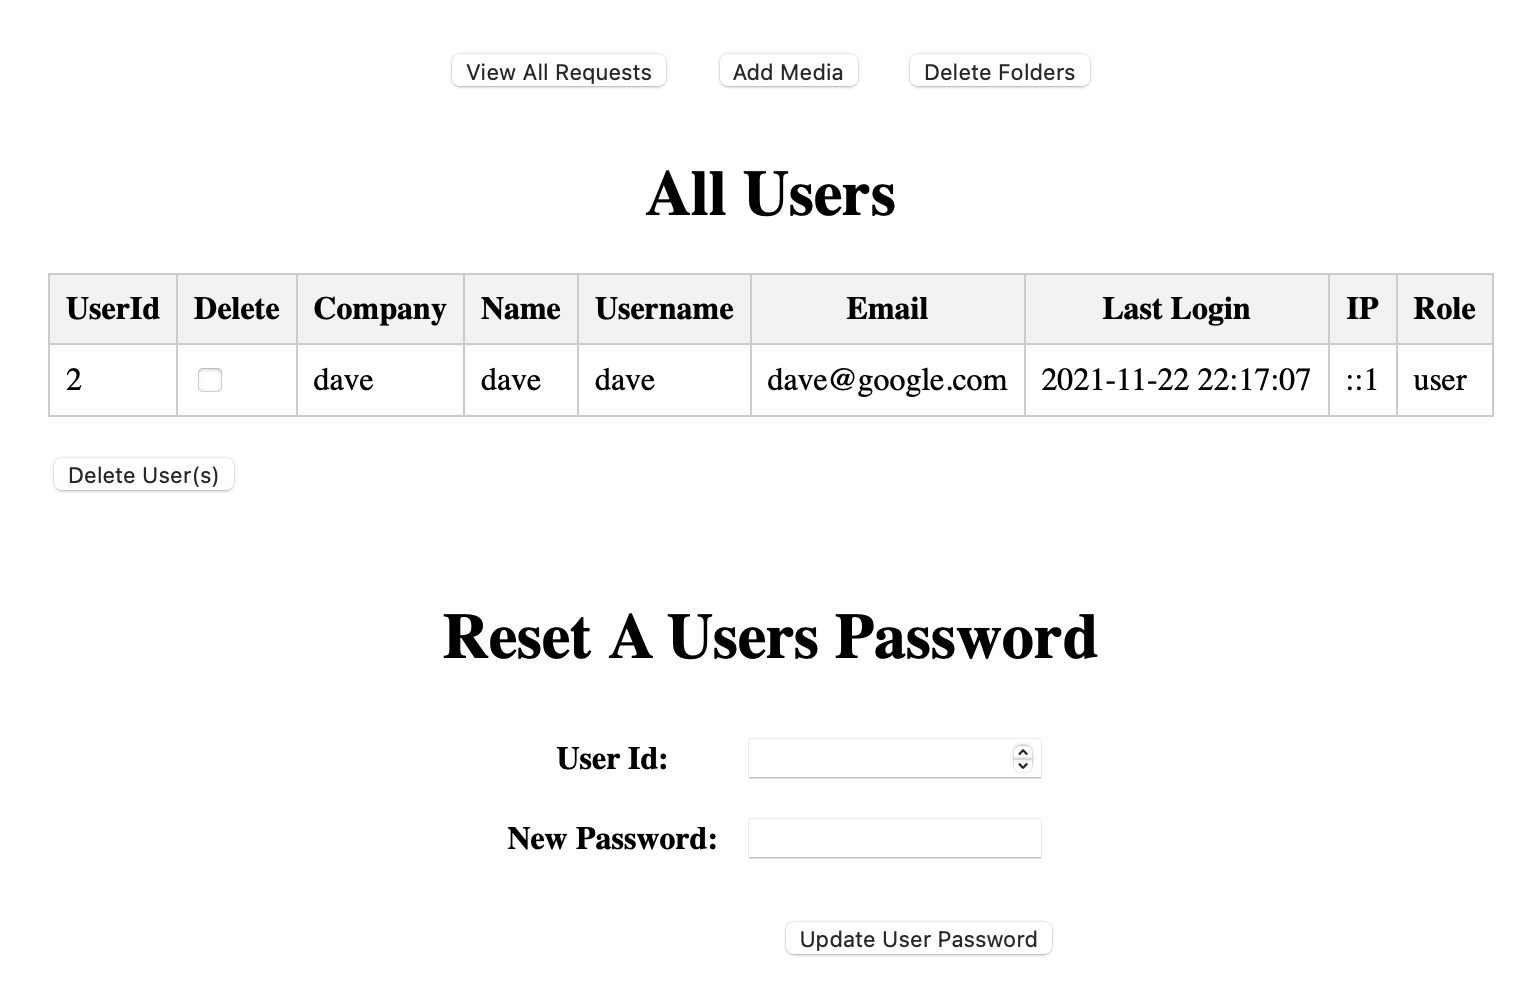 View All Requests Add Media Delete Folders
All Users
UserId Delete Company Name Username Email Last Login IP Role
2 dave dave dave dave@google.com 2021-11-22 22:17:07 ::1 user
Delete User(s)
Reset A Users Password
User Id:
New Password:
Update User Password